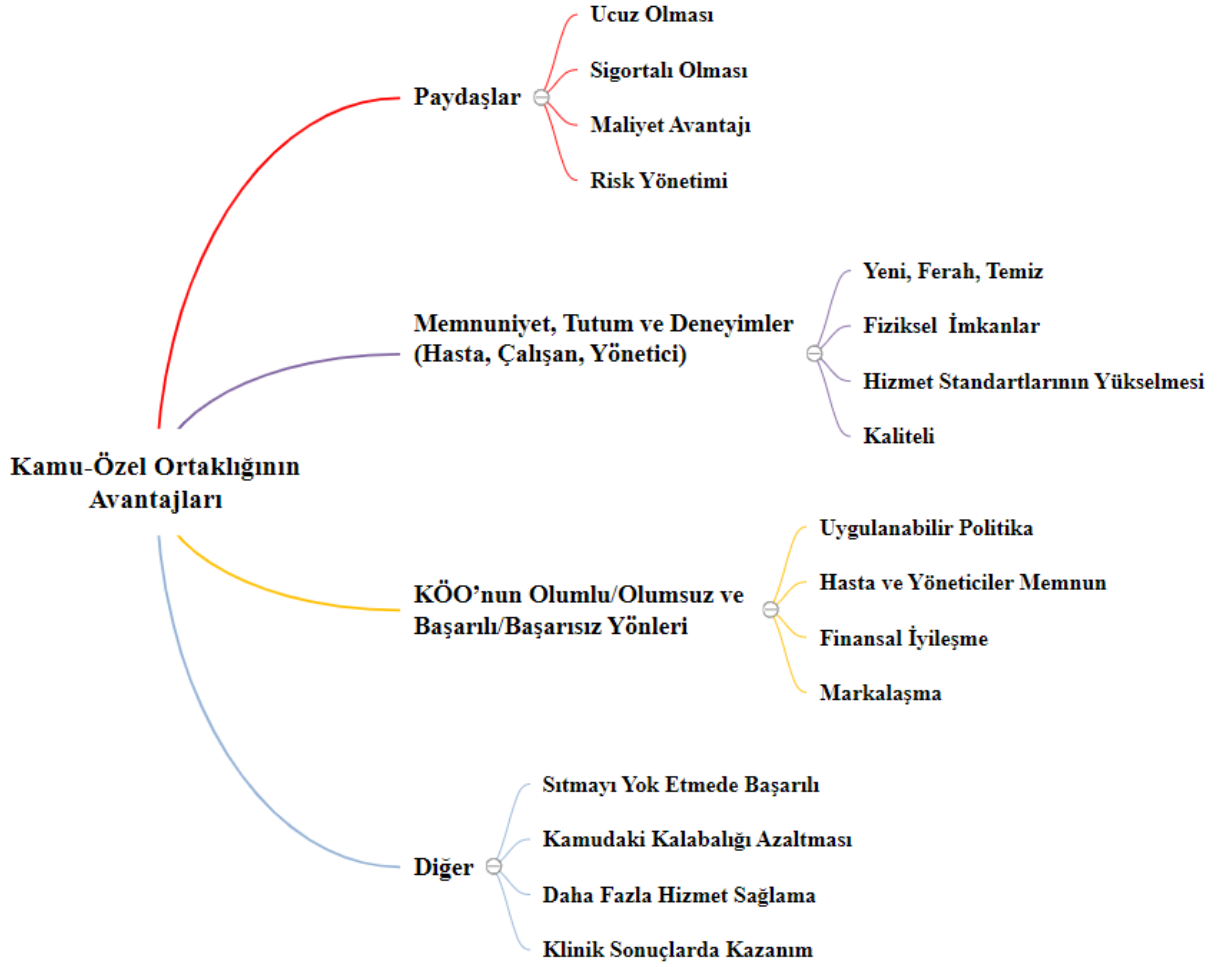 Kamu-Özel Ortaklığının
Avantajları
Paydaşlar
Ucuz Olması
Sigortalı Olması
Maliyet Avantajı
Risk Yönetimi
Memnuniyet, Tutum ve Deneyimler
(Hasta, Çalışan, Yönetici)
Yeni, Ferah, Temiz
Fiziksel İmkanlar
Hizmet Standartlarının Yükselmesi
Kaliteli
KÖO’nun Olumlu/Olumsuz ve
Başarılı/Başarısız Yönleri
Uygulanabilir Politika
Hasta ve Yöneticiler Memnun
Finansal İyileşme
Markalaşma
Diğer
Sıtmayı Yok Etmede Başarılı
Kamudaki Kalabalığı Azaltması
Daha Fazla Hizmet Sağlama
Klinik Sonuçlarda Kazanım